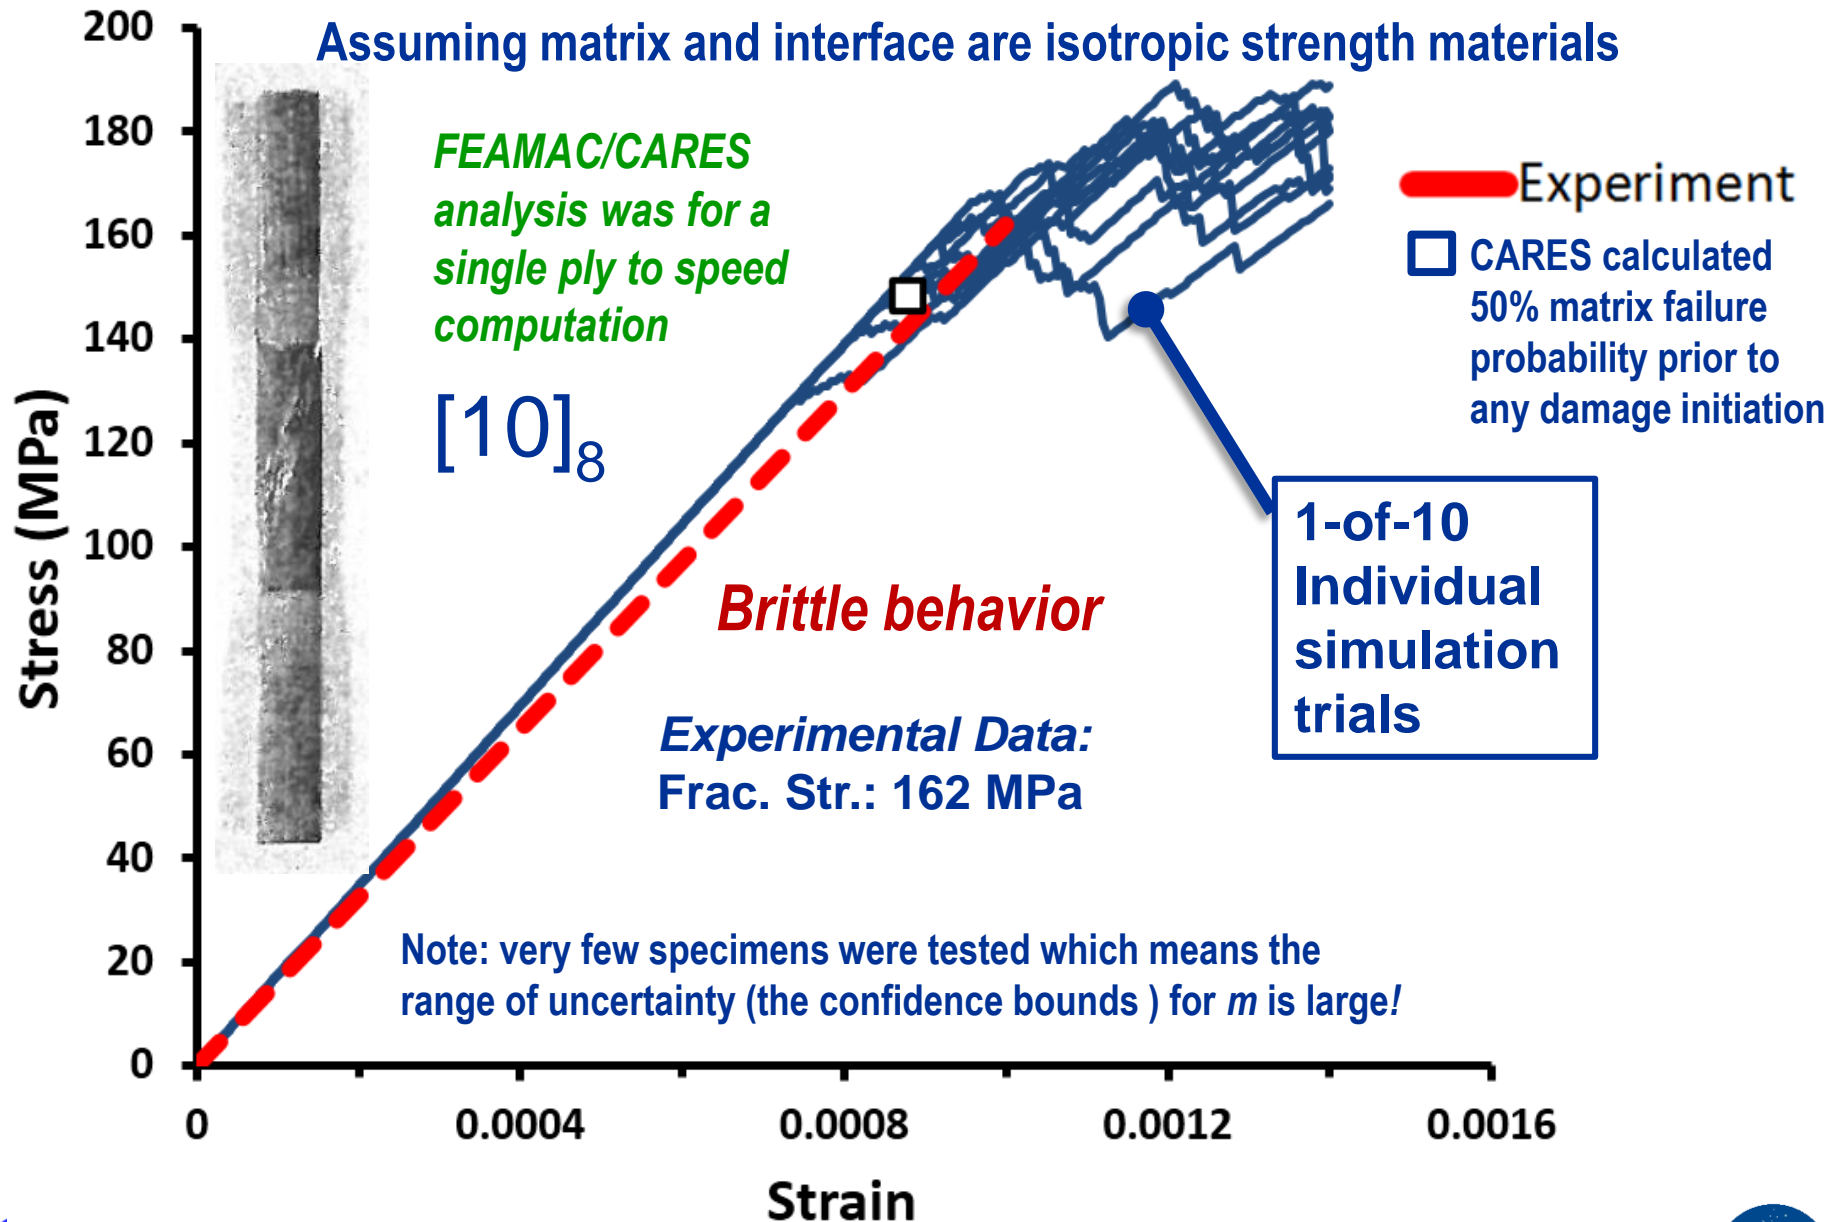 Assuming matrix and interface are isotropic strength materials
200
180
160
140
120
100
80
60
40
20
0
Stress (MPa)
FEAMAC/CARES
analysis was for a
single ply to speed
computation
[10]8
Experiment
CARES calculated
50% matrix failure
probability prior to
any damage initiation
1-of-10
Individual
simulation
trials
Brittle behavior
Experimental Data:
Frac. Str.: 162 MPa
Note: very few specimens were tested which means the
range of uncertainty (the confidence bounds ) for m is large!
0 0.0004 0.0008 0.0012 0.0016
Strain